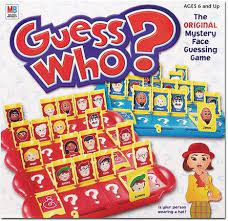 MB
AGES 6 and Up
Guess
Who?
The
ORIGINAL
Mystery
Face
Guessing
Game
Is your person
wearing a hat?